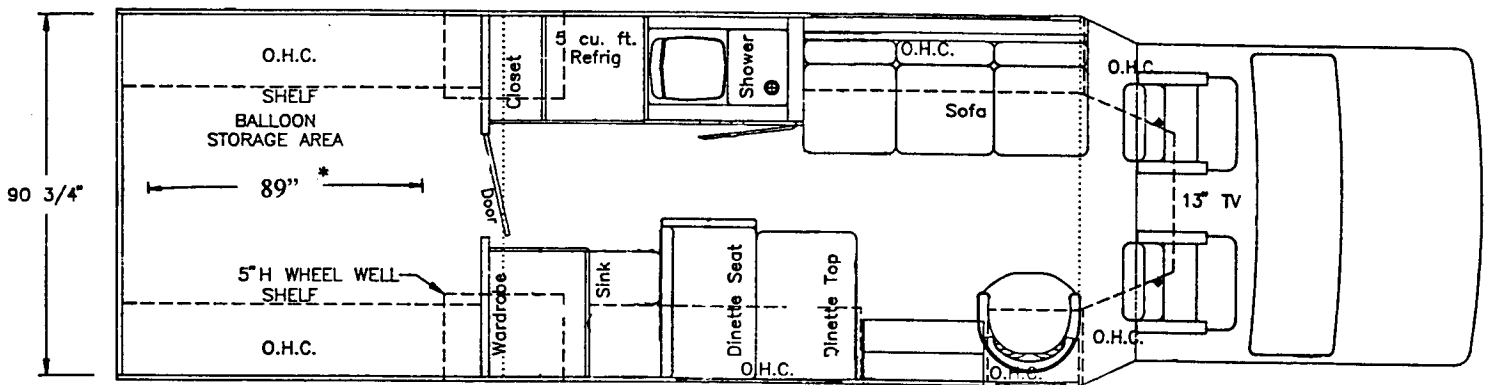 O.H.C.
SHELF
BALLOON
STORAGE AREA
89" *
90 3/4"
5"H WHEEL WELL
SHELF
O.H.C.
Closet
5 cu. ft.
Refrig
Shower
O.H.C.
Sofa
O.H.C.
Door
13" TV
Wardrobe
Sink
Dinette Seat
Dinette Top
O.H.C.
O.H.C.
O.H.C.